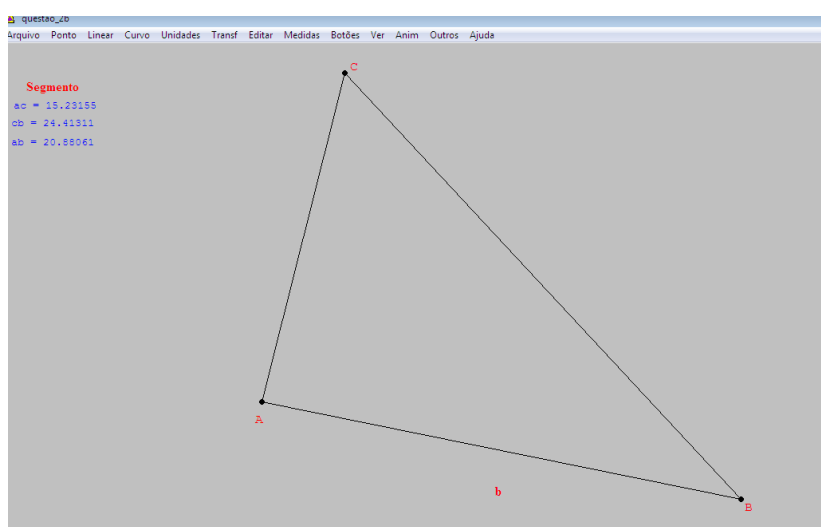 questao_2b
Arquivo Ponto Linear Curvo Unidades Transf Editar Medidas Botões Ver Anim Outros Ajuda
C
Segmento
ac = 15.23155
cb = 24.41311
ab = 20.88061
A
b
B